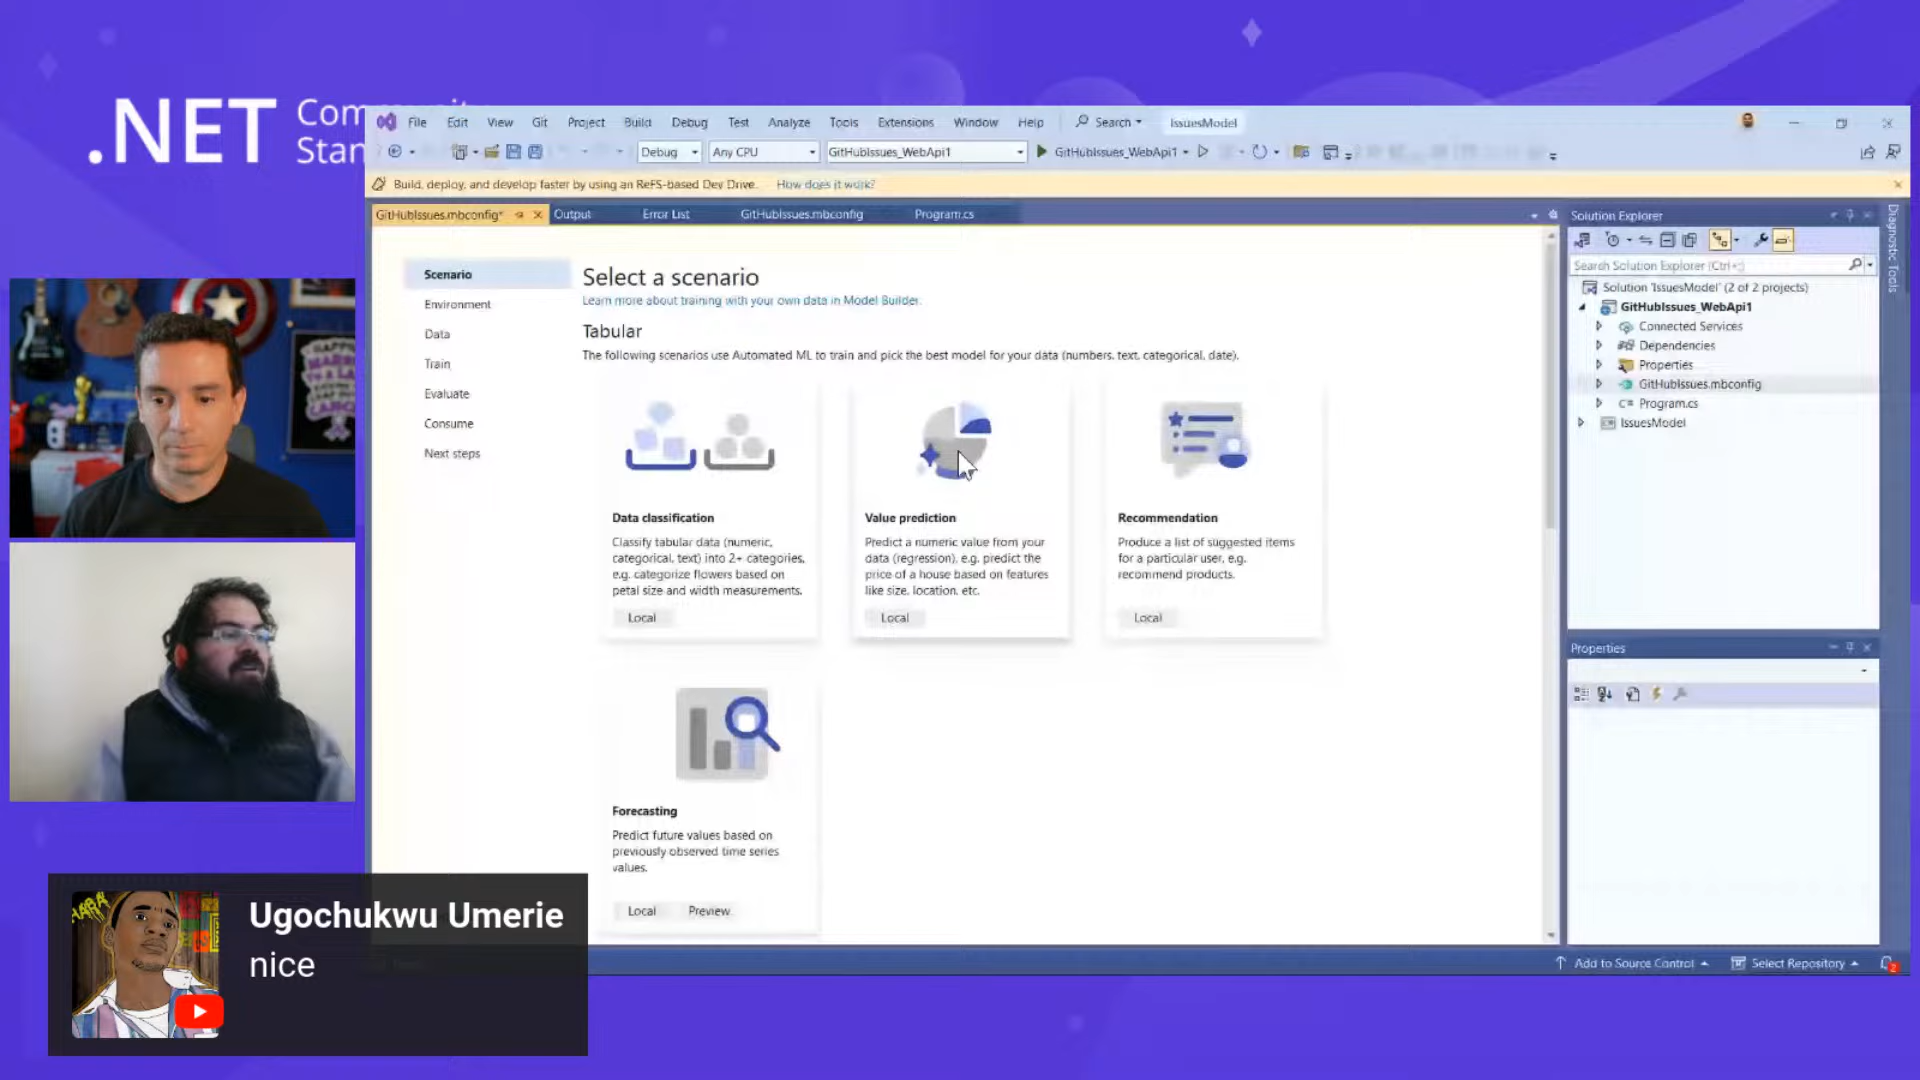 .NET
File Edit View Git Project Build Debug Test Analyze Tools Extensions Window Help Search IssuesModel
Debug Any CPU GitHubIssues_WebApi1 GitHubIssues_WebApi1
Build, deploy, and develop faster by using an ReFS-based Dev Drive. How does it work?
GitHubIssues.mbconfig* Output Error List GitHubIssues.mbconfig Program.cs
Scenario
Environment
Data
Train
Evaluate
Consume
Next steps
Select a scenario
Learn more about training with your own data in Model Builder.
Tabular
The following scenarios use Automated ML to train and pick the best model for your data (numbers, text, categorical, date).
Data classification
Classify tabular data (numeric,
categorical, text) into 2+ categories,
e.g. categorize flowers based on
petal size and width measurements.
Local
Value prediction
Predict a numeric value from your
data (regression), e.g. predict the
price of a house based on features
like size, location, etc.
Local
Recommendation
Produce a list of suggested items
for a particular user, e.g.
recommend products.
Local
Forecasting
Predict future values based on
previously observed time series
values.
Local Preview
Solution Explorer
Search Solution Explorer (Ctrl+;)
Solution 'IssuesModel' (2 of 2 projects)
GitHubIssues_WebApi1
Connected Services
Dependencies
Properties
GitHubIssues.mbconfig
C# Program.cs
IssuesModel
Diagnostic Tools
Properties
Add to Source Control Select Repository 2
Ugochukwu Umerie
nice